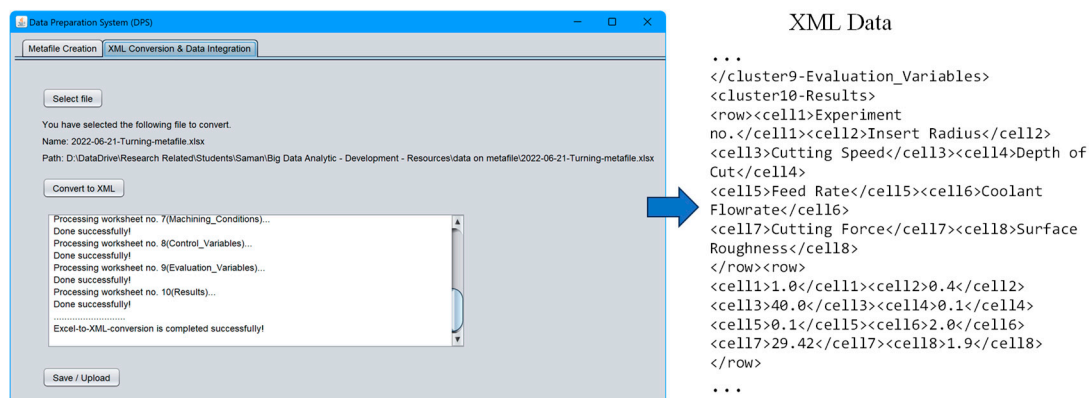 Data Preparation System (DPS)
Metafile Creation
XML Conversion & Data Integration
Select file
You have selected the following file to convert.
Name: 2022-06-21-Turning-metafile.xlsx
Path: D:\DataDrive\Research Related\Students\Saman\Big Data Analytic - Development - Resources\data on metafile\2022-06-21-Turning-metafile.xlsx
Convert to XML
Processing worksheet no. 7(Machining_Conditions)...
Done successfully!
Processing worksheet no. 8(Control_Variables)...
Done successfully!
Processing worksheet no. 9(Evaluation_Variables)...
Done successfully!
Processing worksheet no. 10(Results)...
Done successfully!
...........................
Excel-to-XML-conversion is completed successfully!
Save / Upload
XML Data
...
</cluster9-Evaluation_Variables>
<cluster10-Results>
<row><cell1>Experiment
no.</cell1><cell2>Insert Radius</cell2>
<cell3>Cutting Speed</cell3><cell4>Depth of
Cut</cell4>
<cell5>Feed Rate</cell5><cell6>Coolant
Flowrate</cell6>
<cell7>Cutting Force</cell7><cell8>Surface
Roughness</cell8>
</row><row>
<cell1>1.0</cell1><cell2>0.4</cell2>
<cell3>40.0</cell3><cell4>0.1</cell4>
<cell5>0.1</cell5><cell6>2.0</cell6>
<cell7>29.42</cell7><cell8>1.9</cell8>
</row>
...